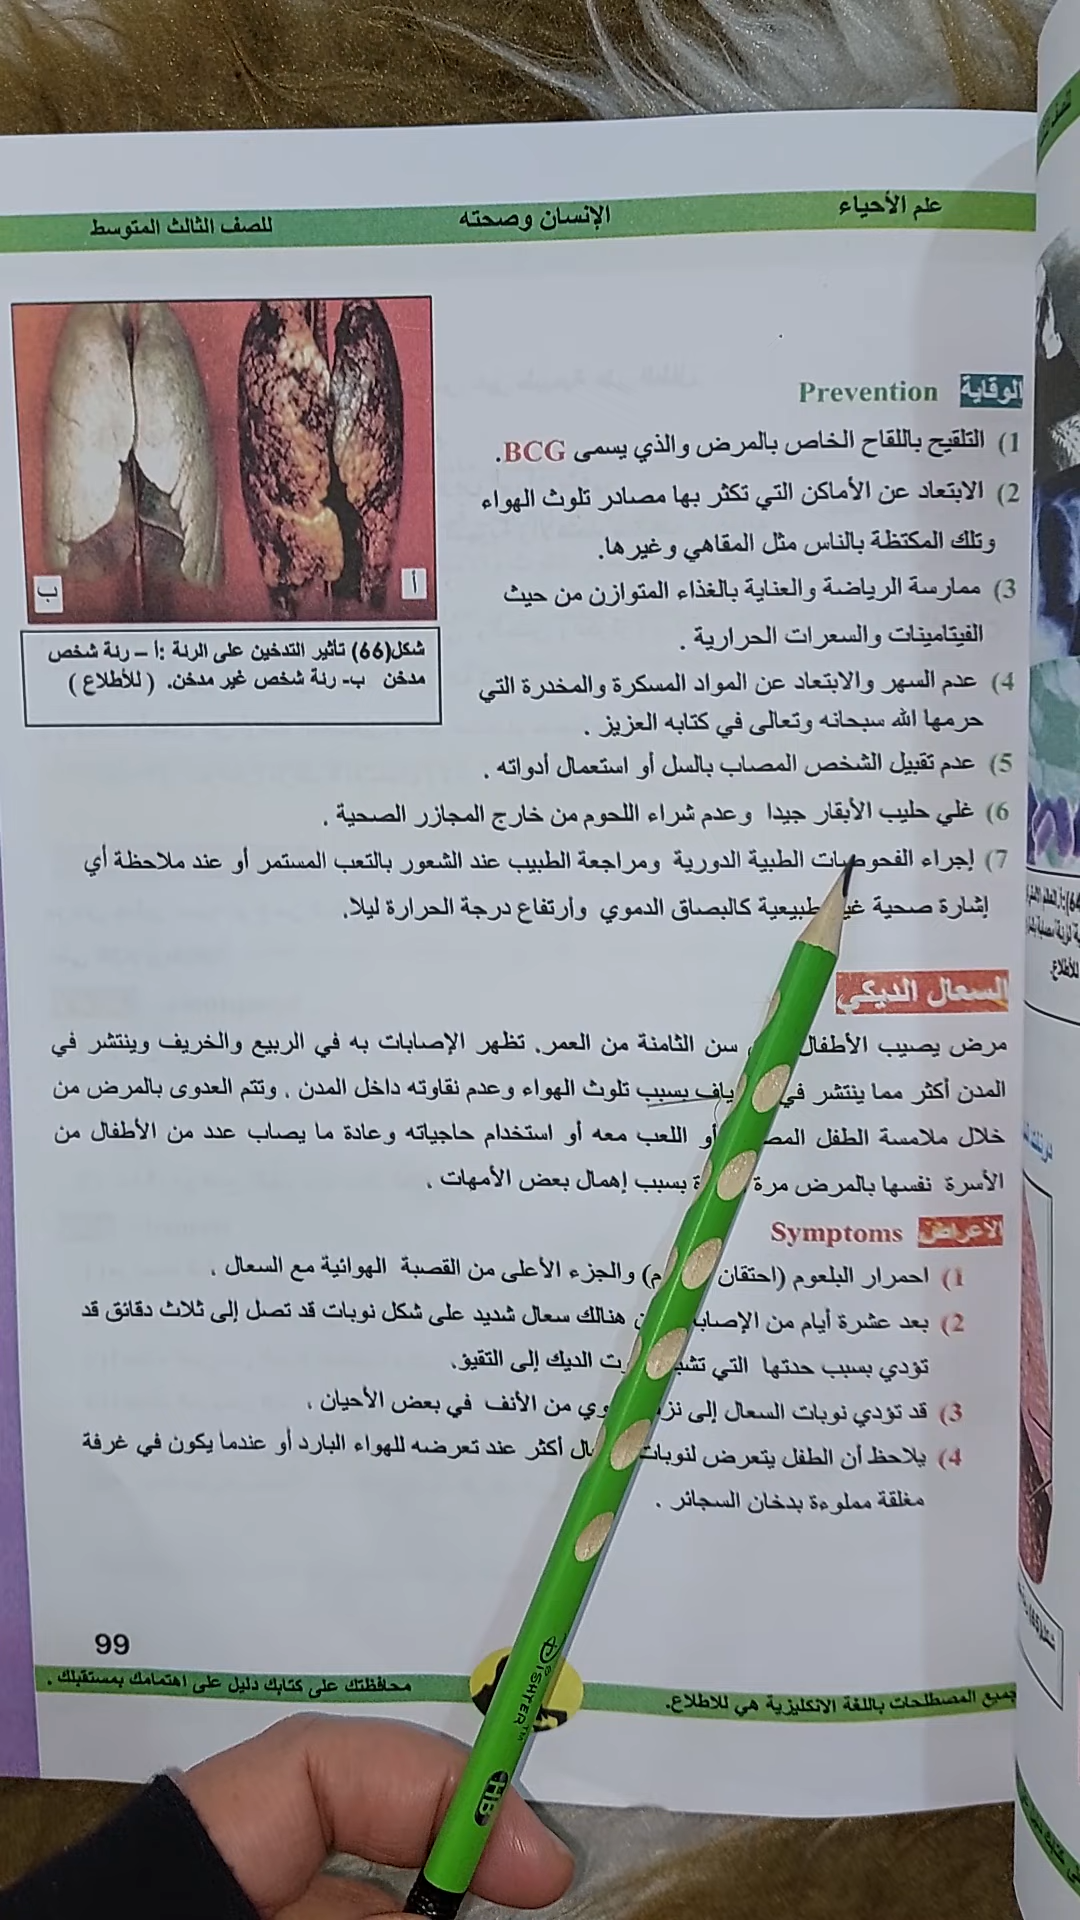 علم الأحياء
الإنسان وصحته
للصف الثالث المتوسط
الوقاية Prevention
1) التلقيح باللقاح الخاص بالمرض والذي يسمى BCG.
2) الابتعاد عن الأماكن التي تكثر بها مصادر تلوث الهواء
وتلك المكتظة بالناس مثل المقاهي وغيرها.
3) ممارسة الرياضة والعناية بالغذاء المتوازن من حيث
الفيتامينات والسعرات الحرارية .
4) عدم السهر والابتعاد عن المواد المسكرة والمخدرة التي
حرمها الله سبحانه وتعالى في كتابه العزيز .
5) عدم تقبيل الشخص المصاب بالسل أو استعمال أدواته .
6) غلي حليب الأبقار جيدا وعدم شراء اللحوم من خارج المجازر الصحية .
7) إجراء الفحوصات الطبية الدورية ومراجعة الطبيب عند الشعور بالتعب المستمر أو عند ملاحظة أي
إشارة صحية غير طبيعية كالبصاق الدموي وأرتفاع درجة الحرارة ليلا.
أ
ب
شكل(66) تأثير التدخين على الرئة :أ – رئة شخص
مدخن ب- رئة شخص غير مدخن. ( للأطلاع )
السعال الديكي
مرض يصيب الأطفال سن الثامنة من العمر. تظهر الإصابات به في الربيع والخريف وينتشر في
المدن أكثر مما ينتشر في بسبب تلوث الهواء وعدم نقاوته داخل المدن . وتتم العدوى بالمرض من
خلال ملامسة الطفل أو اللعب معه أو استخدام حاجياته وعادة ما يصاب عدد من الأطفال من
الأسرة نفسها بالمرض مرة بسبب إهمال بعض الأمهات .
الأعراض Symptoms
1) احمرار البلعوم (احتقان والجزء الأعلى من القصبة الهوائية مع السعال .
2) بعد عشرة أيام من هنالك سعال شديد على شكل نوبات قد تصل إلى ثلاث دقائق قد
تؤدي بسبب حدتها التي الديك إلى التقيؤ.
3) قد تؤدي نوبات السعال إلى من الأنف في بعض الأحيان .
4) يلاحظ أن الطفل يتعرض لنوبات أكثر عند تعرضه للهواء البارد أو عندما يكون في غرفة
مغلقة مملوءة بدخان السجائر .
99
جميع المصطلحات باللغة الانكليزية هي للاطلاع.
محافظتك على كتابك دليل على اهتمامك بمستقبلك .
HB